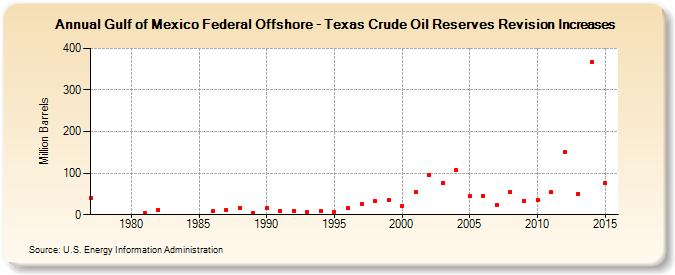 Annual Gulf of Mexico Federal Offshore - Texas Crude Oil Reserves Revision Increases
Million Barrels
400
300
200
100
0
1980 1985 1990 1995 2000 2005 2010 2015
Source: U.S. Energy Information Administration